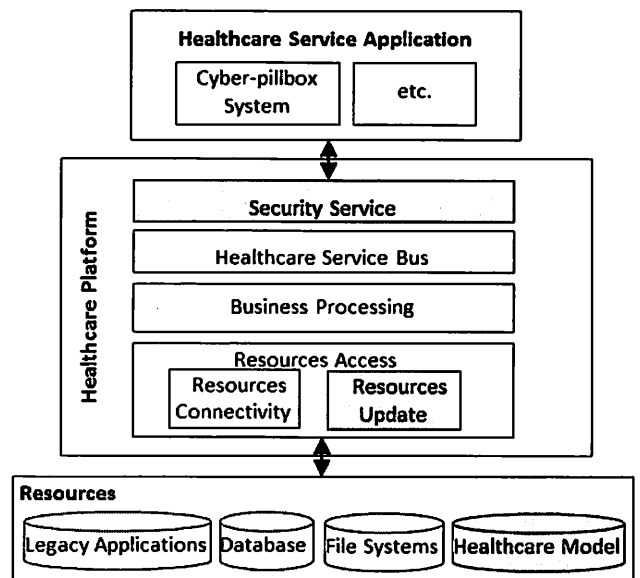 Healthcare Service Application
Cyber-pillbox
System
etc.
Healthcare Platform
Security Service
Healthcare Service Bus
Business Processing
Resources Access
Resources
Connectivity
Resources
Update
Resources
Legacy Applications
Database
File Systems
Healthcare Model